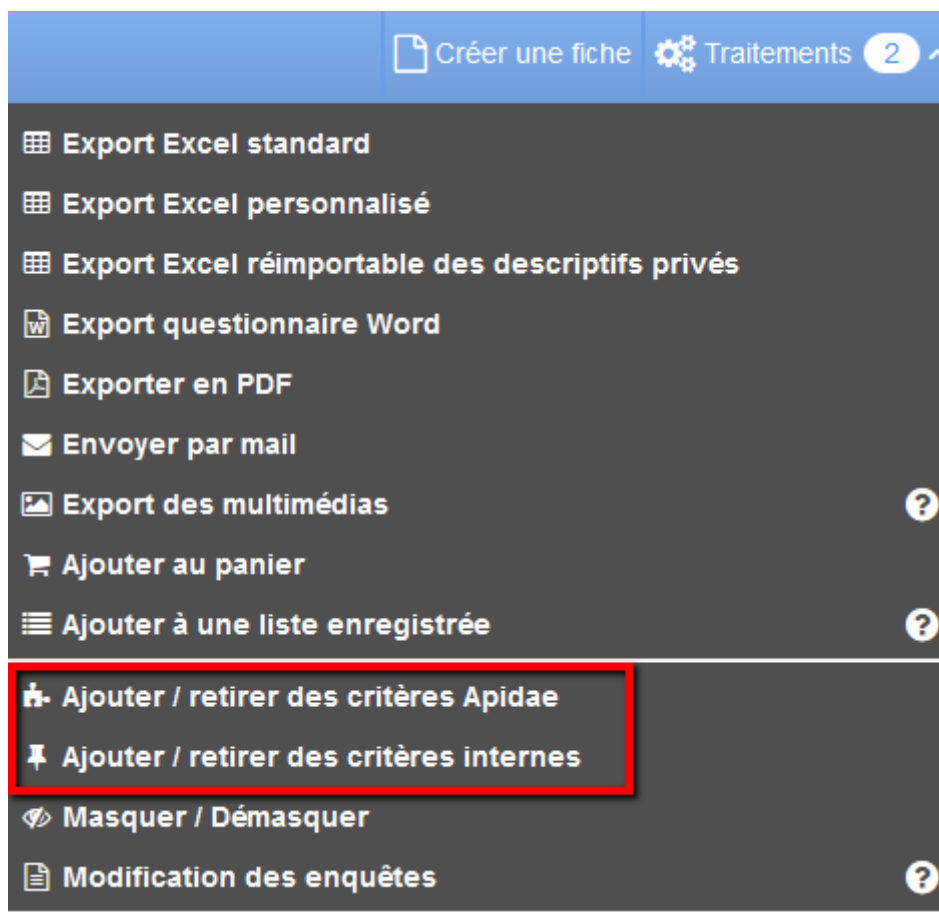 Créer une fiche Traitements 2
Export Excel standard
Export Excel personnalisé
Export Excel réimportable des descriptifs privés
Export questionnaire Word
Exporter en PDF
Envoyer par mail
Export des multimédias ?
Ajouter au panier
Ajouter à une liste enregistrée ?
Ajouter / retirer des critères Apidae
Ajouter / retirer des critères internes
Masquer / Démasquer
Modification des enquêtes ?